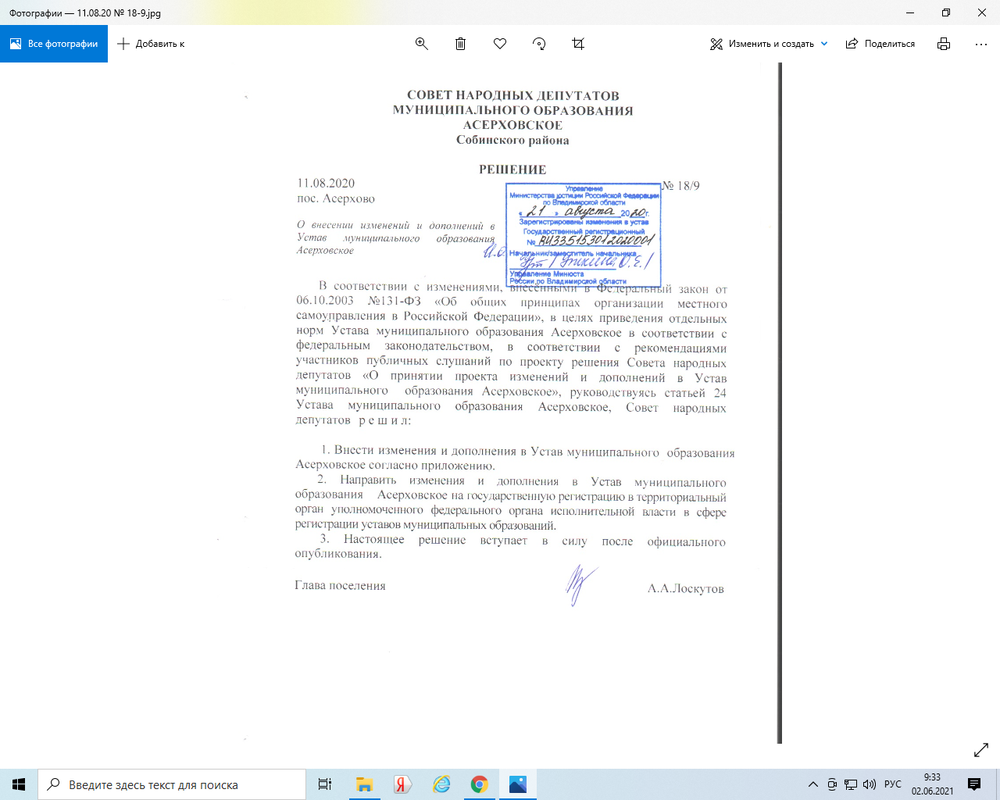 Фотографии — 11.08.20 № 18-9.jpg
Все фотографии
Добавить к
Изменить и создать
Поделиться
СОВЕТ НАРОДНЫХ ДЕПУТАТОВ
МУНИЦИПАЛЬНОГО ОБРАЗОВАНИЯ
АСЕРХОВСКОЕ
Собинского района
РЕШЕНИЕ
11.08.2020
№ 18/9
пос. Асерхово
Управление
Министерства юстиции Российской Федерации
по Владимирской области
« 21 » августа 2020г.
Зарегистрированы изменения в устав
Государственный регистрационный
№ RU335153012020001
И.О. Начальник/заместитель начальника
О.Е./
Управление Минюста
России по Владимирской области
О внесении изменений и дополнений в
Устав муниципального образования
Асерховское
В соответствии с изменениями, внесёнными в Федеральный закон от
06.10.2003 №131-ФЗ «Об общих принципах организации местного
самоуправления в Российской Федерации», в целях приведения отдельных
норм Устава муниципального образования Асерховское в соответствии с
федеральным законодательством, в соответствии с рекомендациями
участников публичных слушаний по проекту решения Совета народных
депутатов «О принятии проекта изменений и дополнений в Устав
муниципального образования Асерховское», руководствуясь статьей 24
Устава муниципального образования Асерховское, Совет народных
депутатов р е ш и л:
1. Внести изменения и дополнения в Устав муниципального образования
Асерховское согласно приложению.
2. Направить изменения и дополнения в Устав муниципального
образования Асерховское на государственную регистрацию в территориальный
орган уполномоченного федерального органа исполнительной власти в сфере
регистрации уставов муниципальных образований.
3. Настоящее решение вступает в силу после официального
опубликования.
Глава поселения
А.А.Лоскутов
Введите здесь текст для поиска
РУС
9:33
02.06.2021